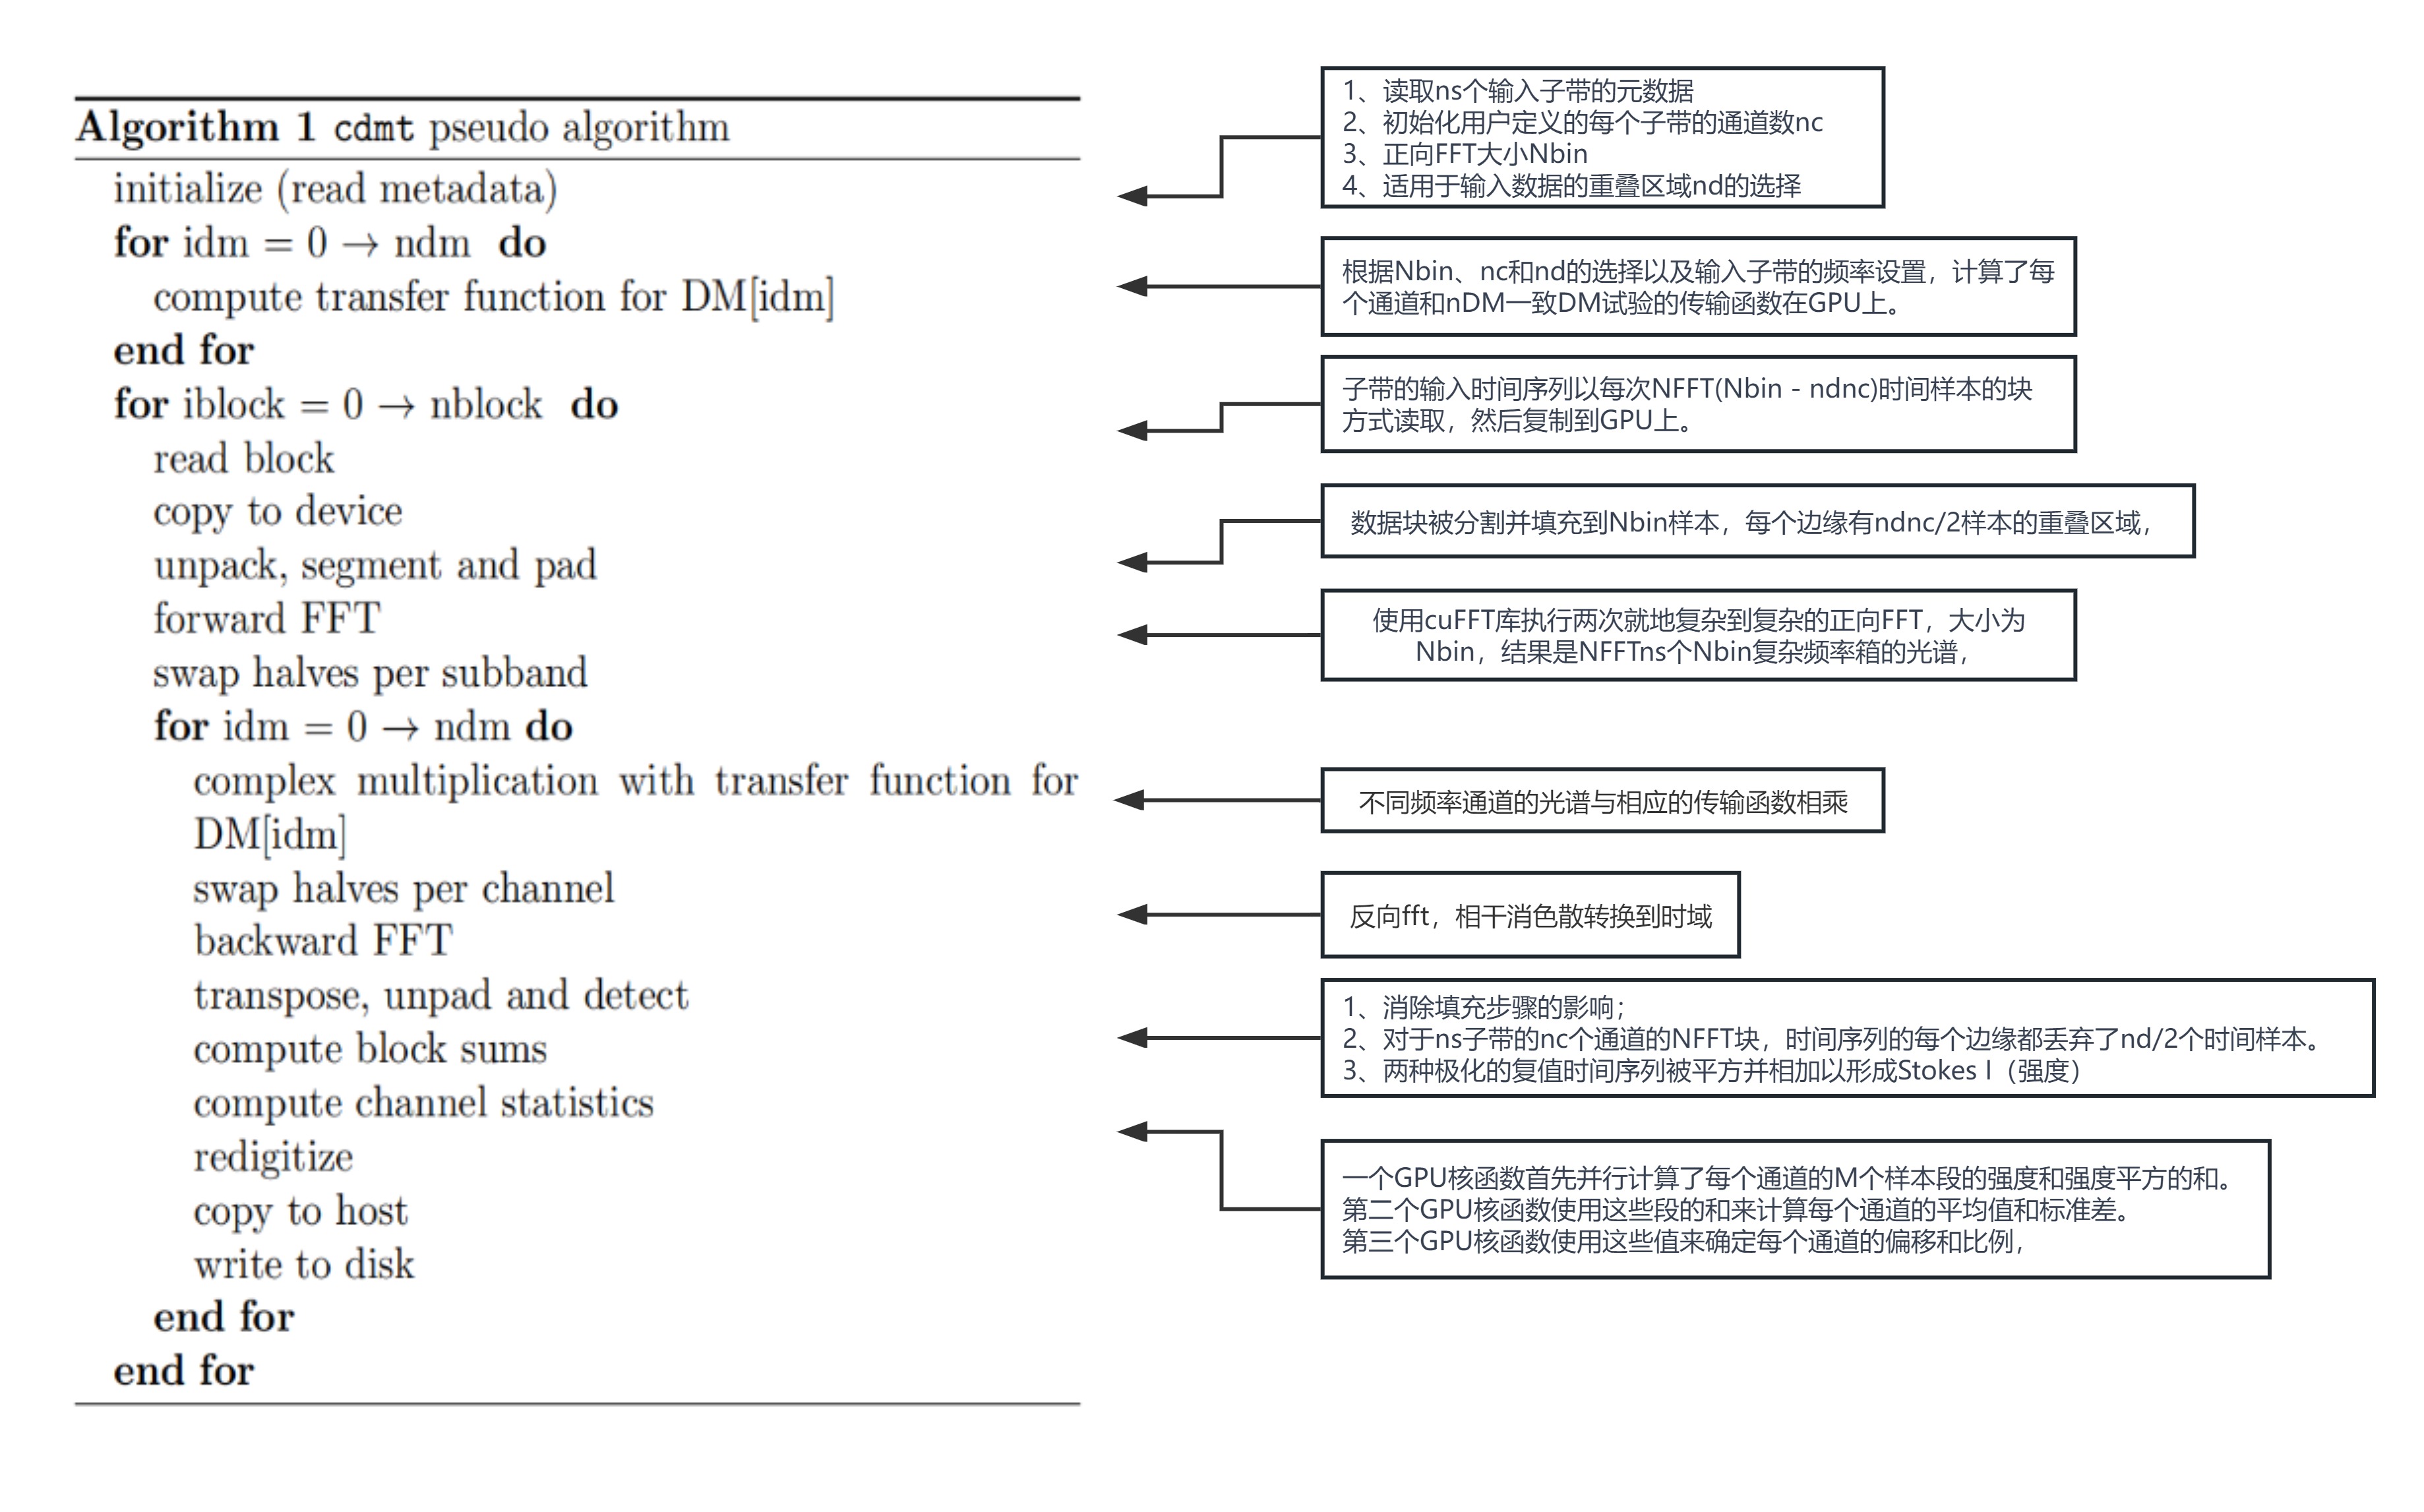 Algorithm 1 cdmt pseudo algorithm
initialize (read metadata)
for idm = 0 → ndm do
compute transfer function for DM[idm]
end for
for iblock = 0 → nblock do
read block
copy to device
unpack, segment and pad
forward FFT
swap halves per subband
for idm = 0 → ndm do
complex multiplication with transfer function for
DM[idm]
swap halves per channel
backward FFT
transpose, unpad and detect
compute block sums
compute channel statistics
redigitize
copy to host
write to disk
end for
end for
1、读取ns个输入子带的元数据
2、初始化用户定义的每个子带的通道数nc
3、正向FFT大小Nbin
4、适用于输入数据的重叠区域nd的选择
根据Nbin、nc和nd的选择以及输入子带的频率设置，计算了每
个通道和nDM一致DM试验的传输函数在GPU上。
子带的输入时间序列以每次NFFT(Nbin - ndnc)时间样本的块
方式读取，然后复制到GPU上。
数据块被分割并填充到Nbin样本，每个边缘有ndnc/2样本的重叠区域，
使用cuFFT库执行两次就地复杂到复杂的正向FFT，大小为
Nbin，结果是NFFTns个Nbin复杂频率箱的光谱，
不同频率通道的光谱与相应的传输函数相乘
反向fft，相干消色散转换到时域
1、消除填充步骤的影响；
2、对于ns子带的nc个通道的NFFT块，时间序列的每个边缘都丢弃了nd/2个时间样本。
3、两种极化的复值时间序列被平方并相加以形成Stokes I（强度）
一个GPU核函数首先并行计算了每个通道的M个样本段的强度和强度平方的和。
第二个GPU核函数使用这些段的和来计算每个通道的平均值和标准差。
第三个GPU核函数使用这些值来确定每个通道的偏移和比例，